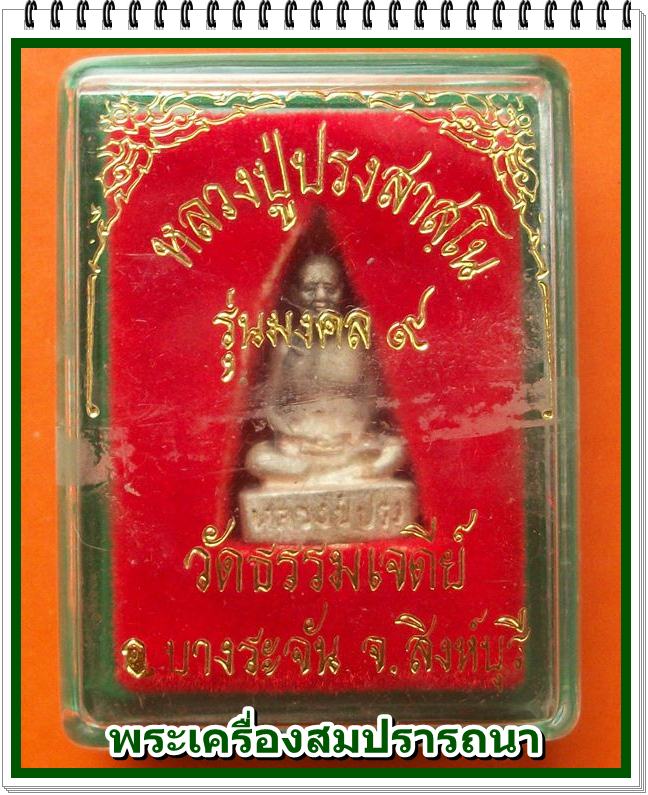 หลวงปู่ปรงสาสฺโน
รุ่นมงคล ๙
หลวงปู่ปรง
วัดธรรมเจดีย์
อ.บางระจัน จ.สิงห์บุรี
พระเครื่องสมปรารถนา